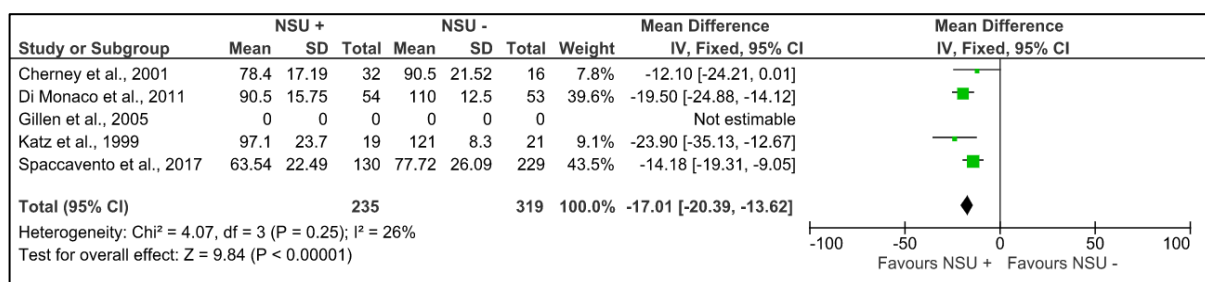 NSU + NSU - Mean Difference Mean Difference
Study or Subgroup Mean SD Total Mean SD Total Weight IV, Fixed, 95% CI IV, Fixed, 95% CI
Cherney et al., 2001 78.4 17.19 32 90.5 21.52 16 7.8% -12.10 [-24.21, 0.01]
Di Monaco et al., 2011 90.5 15.75 54 110 12.5 53 39.6% -19.50 [-24.88, -14.12]
Gillen et al., 2005 0 0 0 0 0 0 Not estimable
Katz et al., 1999 97.1 23.7 19 121 8.3 21 9.1% -23.90 [-35.13, -12.67]
Spaccavento et al., 2017 63.54 22.49 130 77.72 26.09 229 43.5% -14.18 [-19.31, -9.05]
Total (95% CI) 235 319 100.0% -17.01 [-20.39, -13.62]
Heterogeneity: Chi² = 4.07, df = 3 (P = 0.25); I² = 26%
Test for overall effect: Z = 9.84 (P < 0.00001)
-100 -50 0 50 100
Favours NSU + Favours NSU -